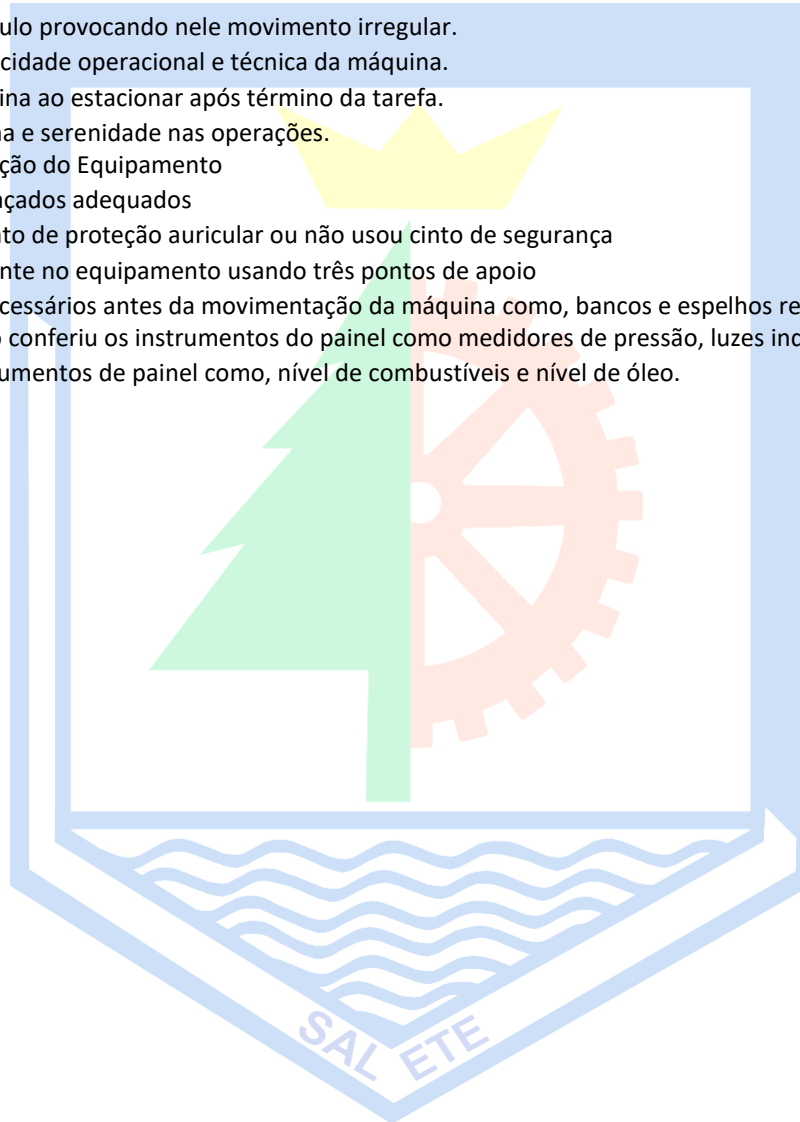 ulo provocando nele movimento irregular.
cidade operacional e técnica da máquina.
ina ao estacionar após término da tarefa.
a e serenidade nas operações.
ção do Equipamento
çados adequados
to de proteção auricular ou não usou cinto de segurança
nte no equipamento usando três pontos de apoio
cessários antes da movimentação da máquina como, bancos e espelhos re
o conferiu os instrumentos do painel como medidores de pressão, luzes ind
umentos de painel como, nível de combustíveis e nível de óleo.
SAL ETE